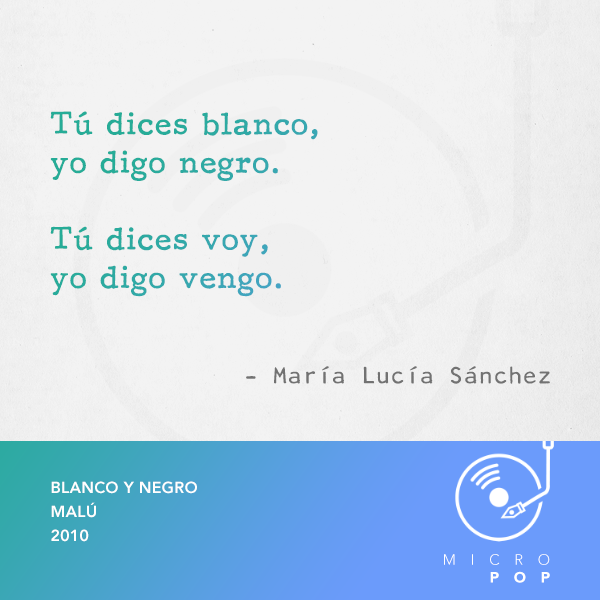 Tú dices blanco,
yo digo negro.
Tú dices voy,
yo digo vengo.
- María Lucía Sánchez
BLANCO Y NEGRO
MALÚ
2010
MICRO
POP